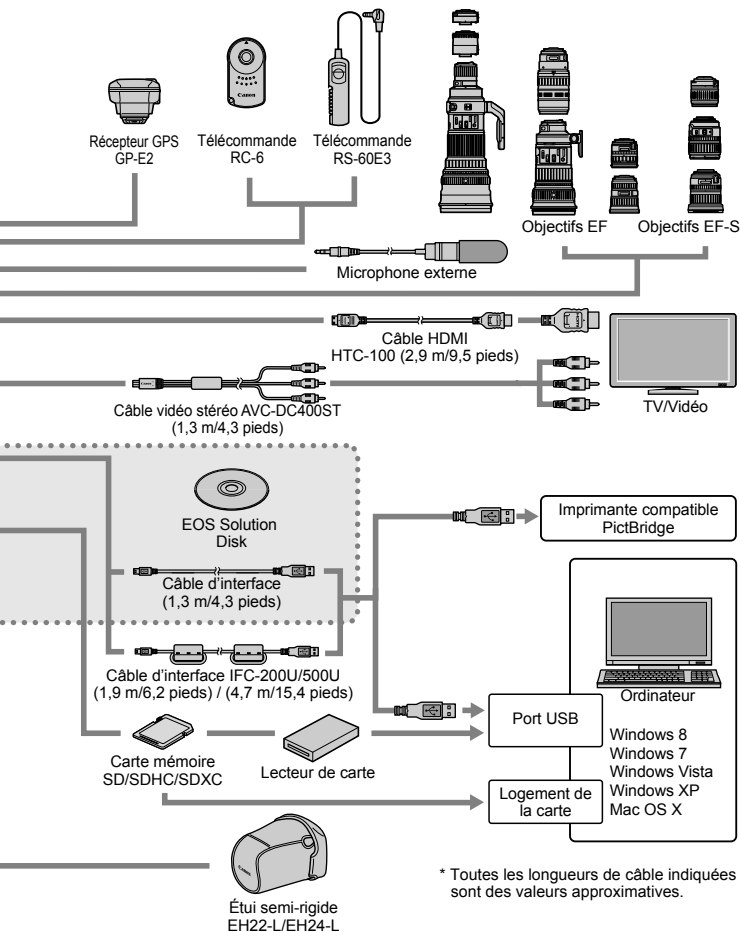 Canon
Récepteur GPS
GP-E2
Télécommande
RC-6
Télécommande
RS-60E3
Objectifs EF
Objectifs EF-S
Microphone externe
Câble HDMI
HTC-100 (2,9 m/9,5 pieds)
Câble vidéo stéréo AVC-DC400ST
(1,3 m/4,3 pieds)
TV/Vidéo
EOS Solution
Disk
Câble d'interface
(1,3 m/4,3 pieds)
Imprimante compatible
PictBridge
Câble d'interface IFC-200U/500U
(1,9 m/6,2 pieds) / (4,7 m/15,4 pieds)
Ordinateur
Port USB
Windows 8
Windows 7
Windows Vista
Windows XP
Mac OS X
Carte mémoire
SD/SDHC/SDXC
Lecteur de carte
Logement de
la carte
Étui semi-rigide
EH22-L/EH24-L
* Toutes les longueurs de câble indiquées
sont des valeurs approximatives.